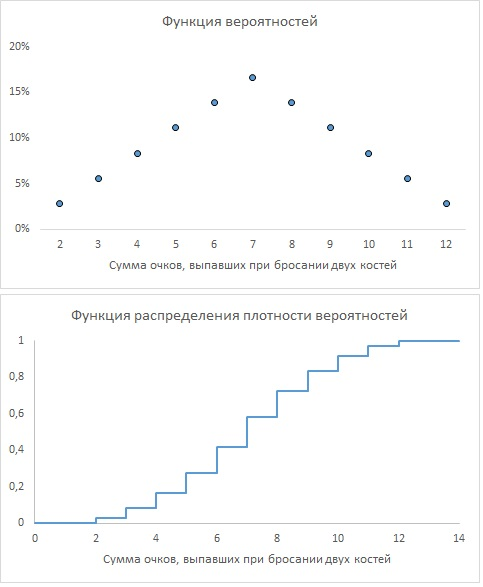 Функция вероятностей
20%
15%
10%
5%
0%
2 3 4 5 6 7 8 9 10 11 12
Сумма очков, выпавших при бросании двух костей
Функция распределения плотности вероятностей
1
0,8
0,6
0,4
0,2
0
0 2 4 6 8 10 12 14
Сумма очков, выпавших при бросании двух костей